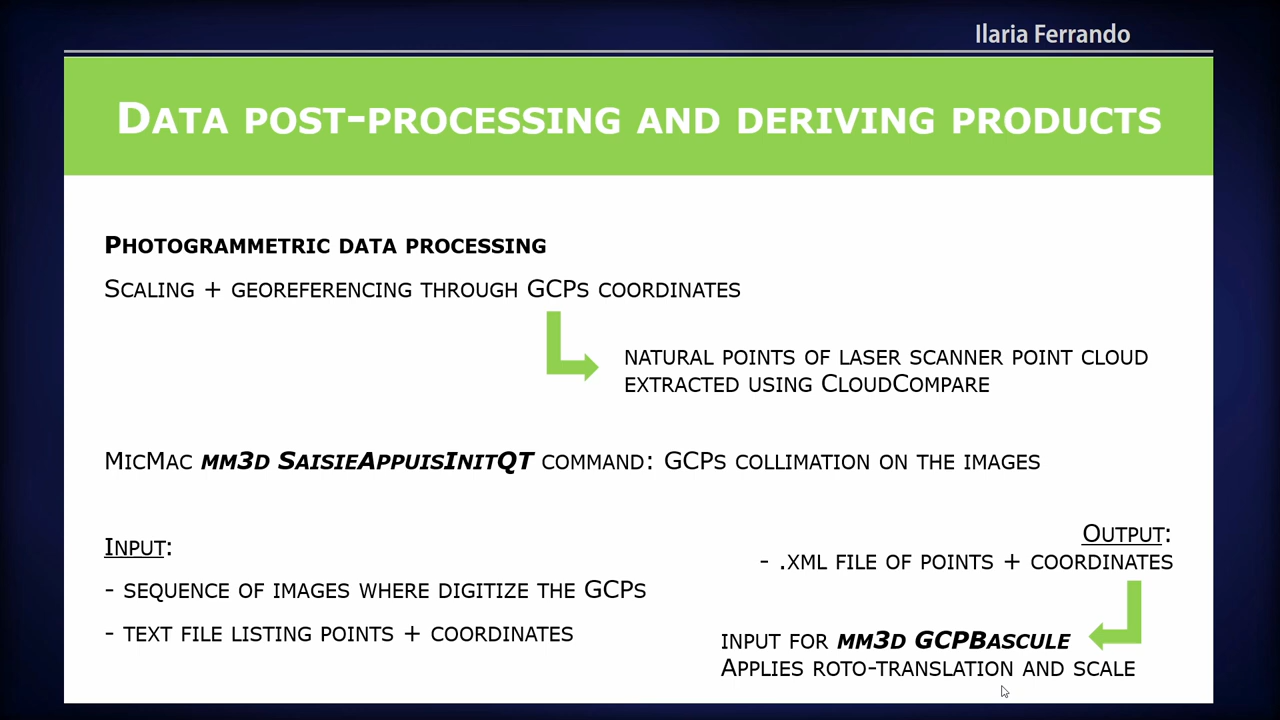 Ilaria Ferrando
Data post-processing and deriving products
Photogrammetric data processing
Scaling + georeferencing through GCPs coordinates
natural points of laser scanner point cloud
extracted using CloudCompare
MicMac mm3d SaisieAppuisInitQT command: GCPs collimation on the images
Input:
- sequence of images where digitize the GCPs
- text file listing points + coordinates
Output:
- .xml file of points + coordinates
input for mm3d GCPBascule
Applies roto-translation and scale